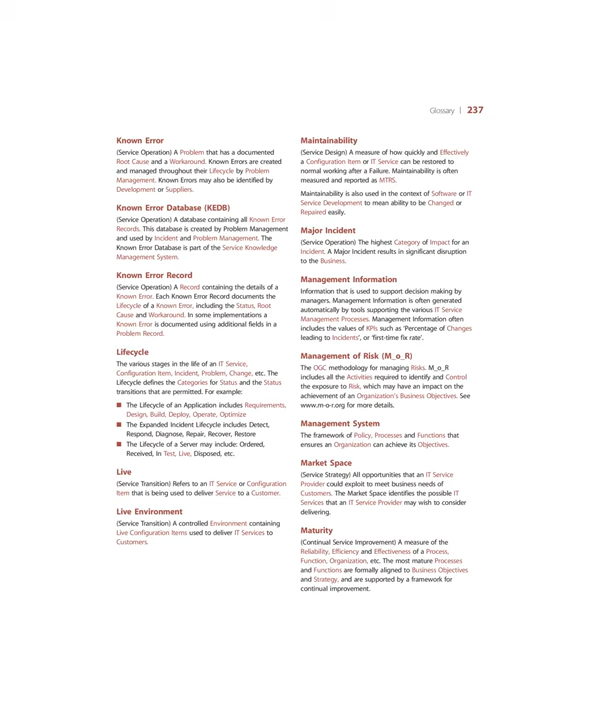 Glossary | 237
Known Error
(Service Operation) A Problem that has a documented
Root Cause and a Workaround. Known Errors are created
and managed throughout their Lifecycle by Problem
Management. Known Errors may also be identified by
Development or Suppliers.
Known Error Database (KEDB)
(Service Operation) A database containing all Known Error
Records. This database is created by Problem Management
and used by Incident and Problem Management. The
Known Error Database is part of the Service Knowledge
Management System.
Known Error Record
(Service Operation) A Record containing the details of a
Known Error. Each Known Error Record documents the
Lifecycle of a Known Error, including the Status, Root
Cause and Workaround. In some implementations a
Known Error is documented using additional fields in a
Problem Record.
Lifecycle
The various stages in the life of an IT Service,
Configuration Item, Incident, Problem, Change, etc. The
Lifecycle defines the Categories for Status and the Status
transitions that are permitted. For example:
■ The Lifecycle of an Application includes Requirements,
Design, Build, Deploy, Operate, Optimize
■ The Expanded Incident Lifecycle includes Detect,
Respond, Diagnose, Repair, Recover, Restore
■ The Lifecycle of a Server may include: Ordered,
Received, In Test, Live, Disposed, etc.
Live
(Service Transition) Refers to an IT Service or Configuration
Item that is being used to deliver Service to a Customer.
Live Environment
(Service Transition) A controlled Environment containing
Live Configuration Items used to deliver IT Services to
Customers.
Maintainability
(Service Design) A measure of how quickly and Effectively
a Configuration Item or IT Service can be restored to
normal working after a Failure. Maintainability is often
measured and reported as MTRS.
Maintainability is also used in the context of Software or IT
Service Development to mean ability to be Changed or
Repaired easily.
Major Incident
(Service Operation) The highest Category of Impact for an
Incident. A Major Incident results in significant disruption
to the Business.
Management Information
Information that is used to support decision making by
managers. Management Information is often generated
automatically by tools supporting the various IT Service
Management Processes. Management Information often
includes the values of KPIs such as 'Percentage of Changes
leading to Incidents', or 'first-time fix rate'.
Management of Risk (M_o_R)
The OGC methodology for managing Risks. M_o_R
includes all the Activities required to identify and Control
the exposure to Risk, which may have an impact on the
achievement of an Organization's Business Objectives. See
www.m-o-r.org for more details.
Management System
The framework of Policy, Processes and Functions that
ensures an Organization can achieve its Objectives.
Market Space
(Service Strategy) All opportunities that an IT Service
Provider could exploit to meet business needs of
Customers. The Market Space identifies the possible IT
Services that an IT Service Provider may wish to consider
delivering.
Maturity
(Continual Service Improvement) A measure of the
Reliability, Efficiency and Effectiveness of a Process,
Function, Organization, etc. The most mature Processes
and Functions are formally aligned to Business Objectives
and Strategy, and are supported by a framework for
continual improvement.